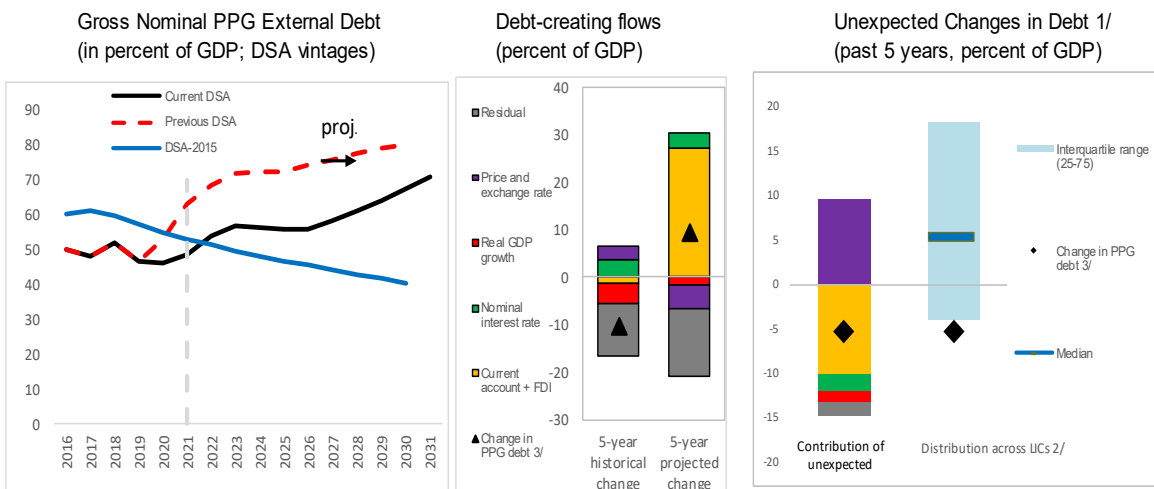 Gross Nominal PPG External Debt
(in percent of GDP; DSA vintages)
90
80
70
60
50
40
30
20
10
0
Current DSA
Previous DSA
DSA-2015
proj.
2016
2017
2018
2019
2020
2021
2022
2023
2024
2025
2026
2027
2028
2029
2030
2031
Debt-creating flows
(percent of GDP)
Residual
Price and
exchange rate
Real GDP
growth
Nominal
interest rate
Current
account + FDI
Change in
PPG debt 3/
40
30
20
10
0
-10
-20
-30
5-year
historical
change
5-year
projected
change
Unexpected Changes in Debt 1/
(past 5 years, percent of GDP)
20
15
10
5
0
-5
-10
-15
-20
Interquartile range
(25-75)
Change in PPG
debt 3/
Median
Contribution of
unexpected
Distribution across LICs 2/